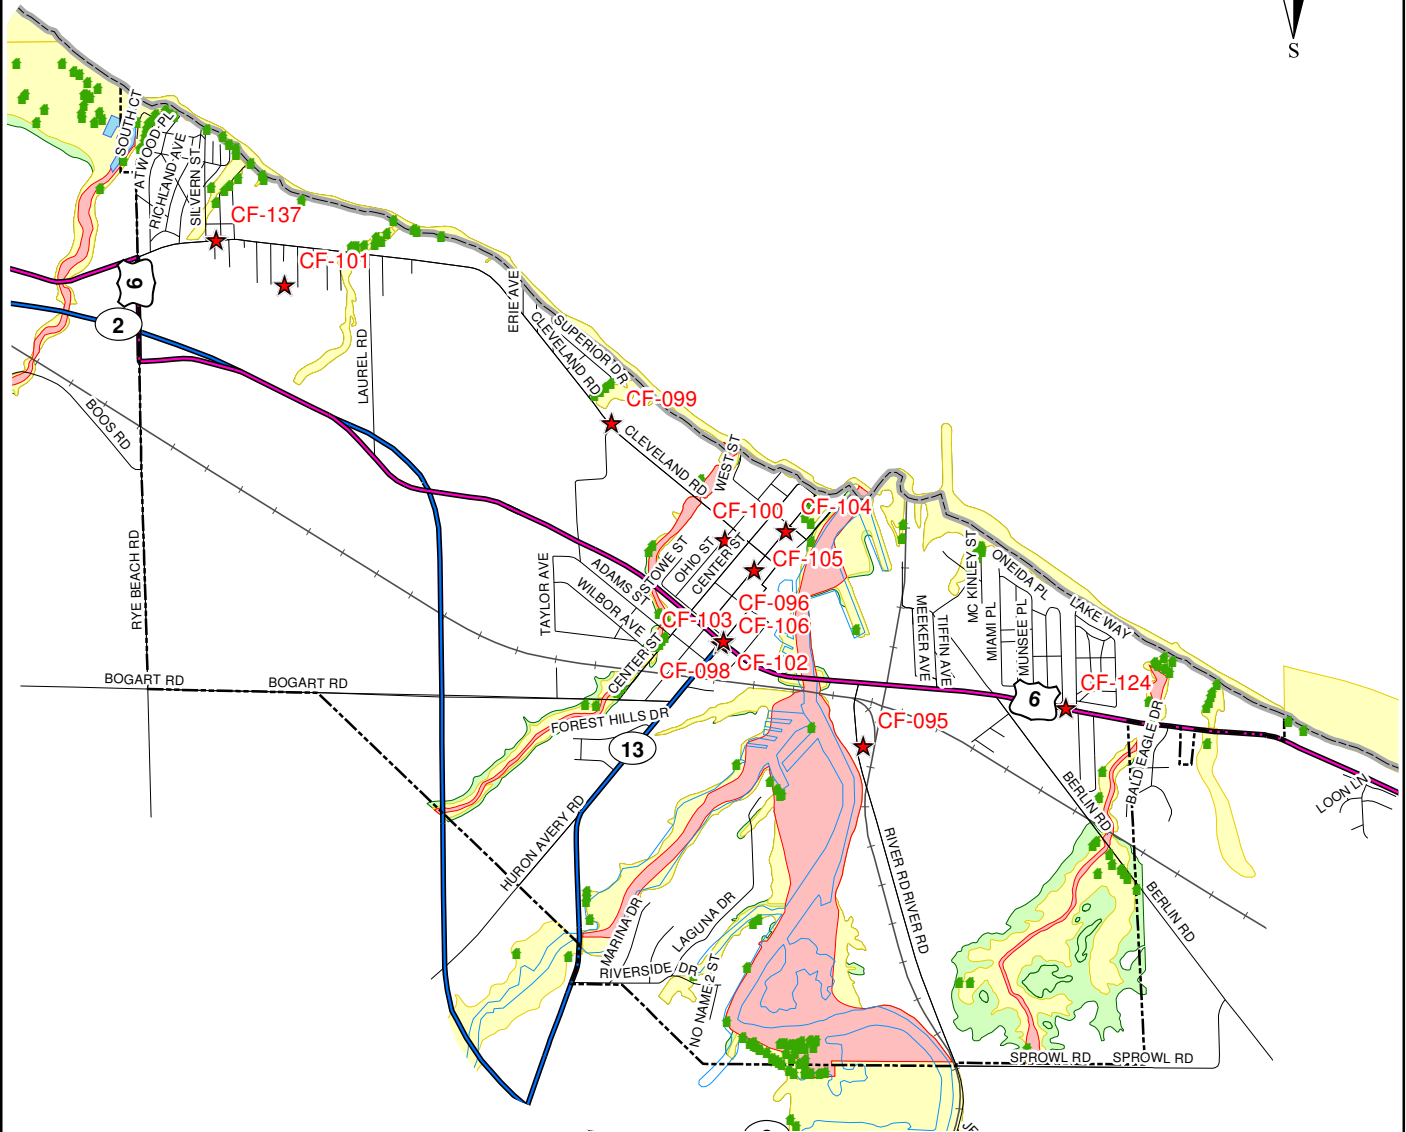 S
SOUTH CT
ATWOOD PL
RICHLAND AVE
SILVERN ST
CF-137
CF-101
6
2
ERIE AVE
SUPERIOR DR
CLEVELAND RD
LAUREL RD
BOOS RD
CF-099
CLEVELAND RD
WEST ST
CF-100
CF-104
CF-105
STOWE ST
OHIO ST
CENTER ST
TAYLOR AVE
ADAMS ST
WILBOR AVE
CF-096
CF-103
CF-106
CF-098
CF-102
CENTER ST
RYE BEACH RD
BOGART RD
BOGART RD
FOREST HILLS DR
13
MC KINLEY ST
ONEIDA PL
LAKE WAY
MEEKER AVE
TIFFIN AVE
MIAMI PL
MUNSEE PL
6
CF-124
CF-095
BALD EAGLE DR
BERLIN RD
LOON LN
HURON AVERY RD
RIVER RD
RIVER RD
BERLIN RD
MARINA DR
LAGUNA DR
RIVERSIDE DR
NO NAME 2 ST
SPROWL RD
SPROWL RD